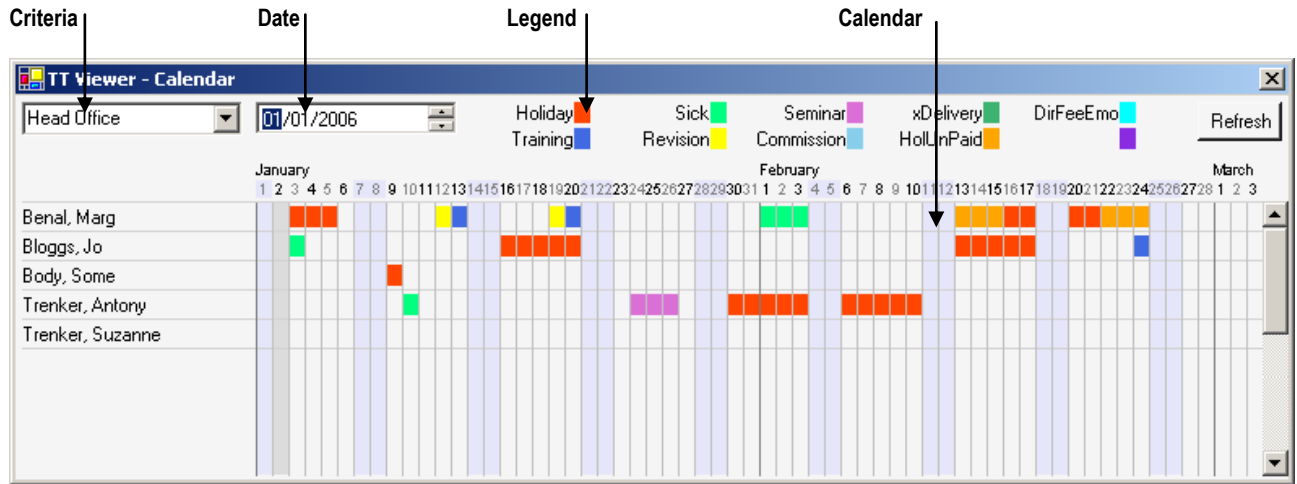 Criteria Date Legend Calendar
TT Viewer - Calendar
Head Office 01/01/2006 Holiday Sick Seminar xDelivery DirFeeEmo Refresh
Training Revision Commission HolUnPaid
January February March
1 2 3 4 5 6 7 8 9 10 11 12 13 14 15 16 17 18 19 20 21 22 23 24 25 26 27 28 29 30 31 1 2 3 4 5 6 7 8 9 10 11 12 13 14 15 16 17 18 19 20 21 22 23 24 25 26 27 28 1 2 3
Benal, Marg
Bloggs, Jo
Body, Some
Trenker, Antony
Trenker, Suzanne